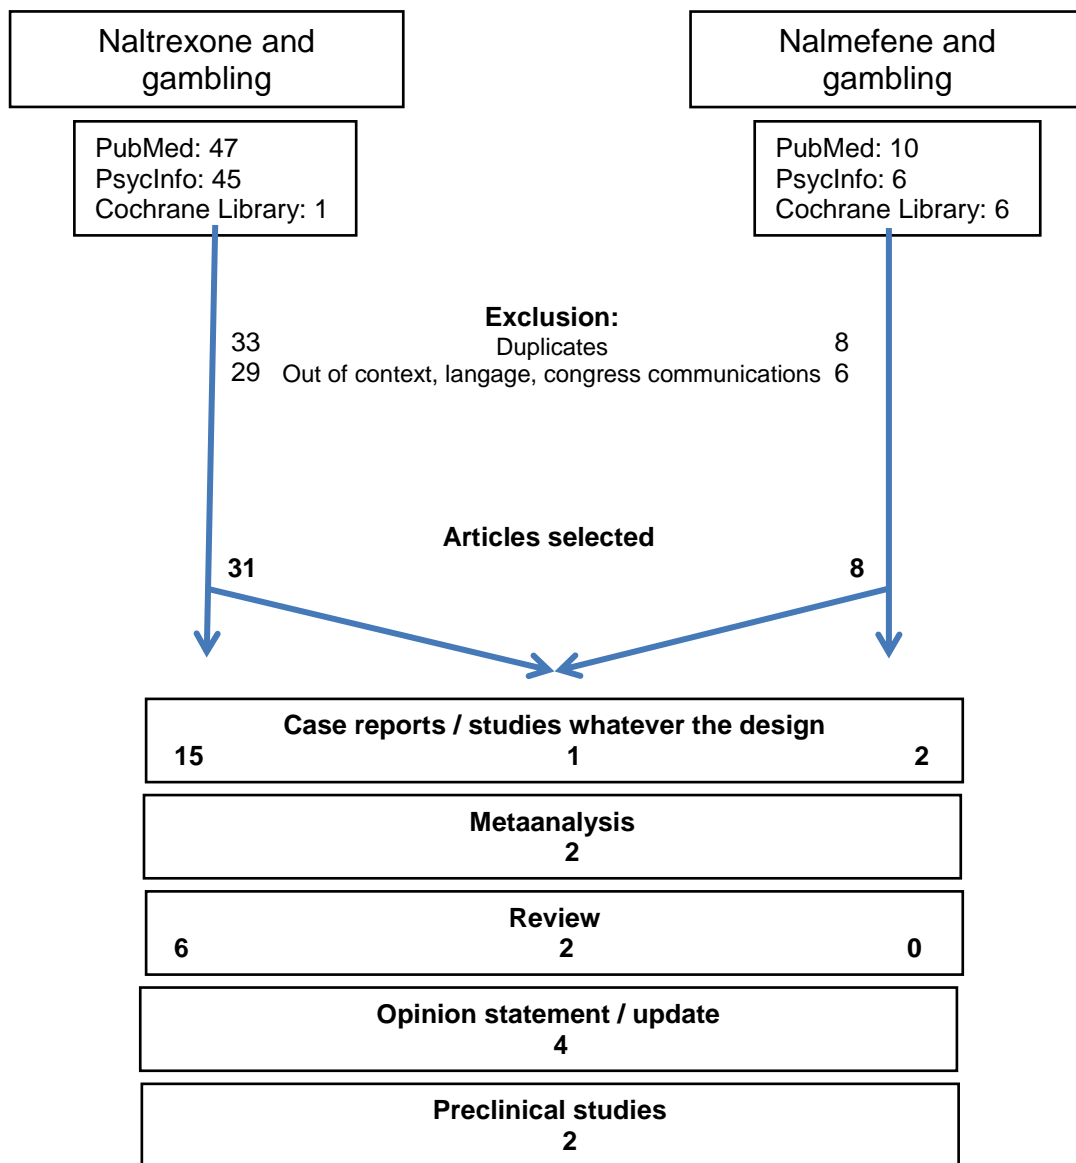 Naltrexone and
gambling
Nalmefene and
gambling
PubMed: 47
PsycInfo: 45
Cochrane Library: 1
PubMed: 10
PsycInfo: 6
Cochrane Library: 6
Exclusion:
33 Duplicates 8
29 Out of context, langage, congress communications 6
Articles selected
31 8
Case reports / studies whatever the design
15 1 2
Metaanalysis
2
Review
6 2 0
Opinion statement / update
4
Preclinical studies
2